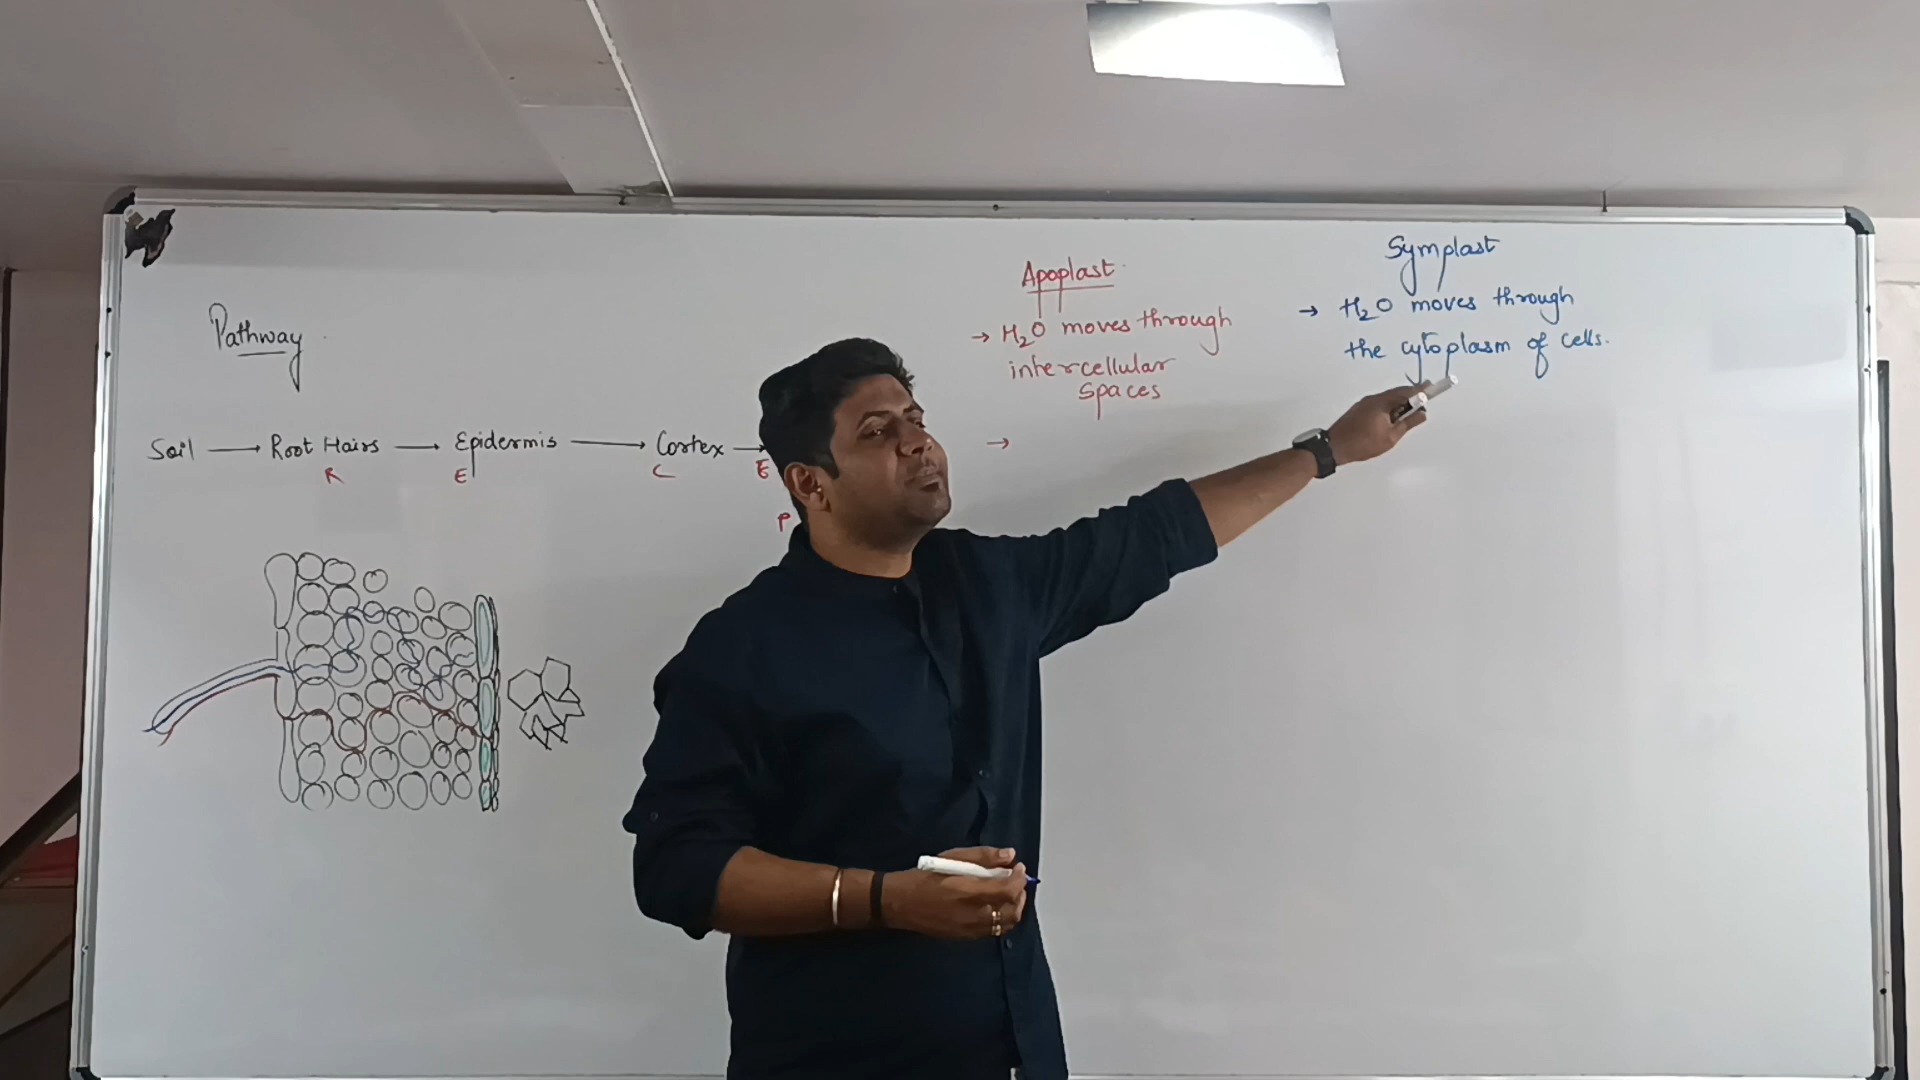 Pathway
Soil → Root Hairs → Epidermis → Cortex →
R E C E
P
Apoplast
→ H₂O moves through
intercellular
spaces
→
Symplast
→ H₂O moves through
the cytoplasm of cells.